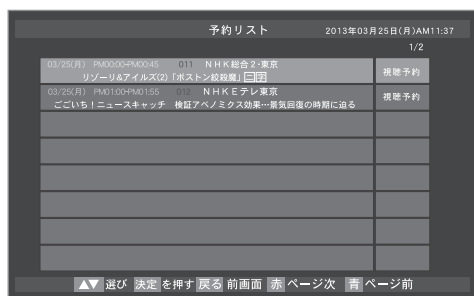 予約リスト 2013年03月25日(月)AM11:37
1/2
03/25(月) PM00:00-PM00:45 011 NHK総合2・東京 視聴予約
リゾーリ&アイルズ(2)「ボストン絞殺魔」二字
03/25(月) PM01:00-PM01:55 012 NHKEテレ東京 視聴予約
ごごいち！ニュースキャッチ 検証アベノミクス効果…景気回復の時期に迫る
▲▼ 選び 決定 を押す 戻る 前画面 赤 ページ次 青 ページ前